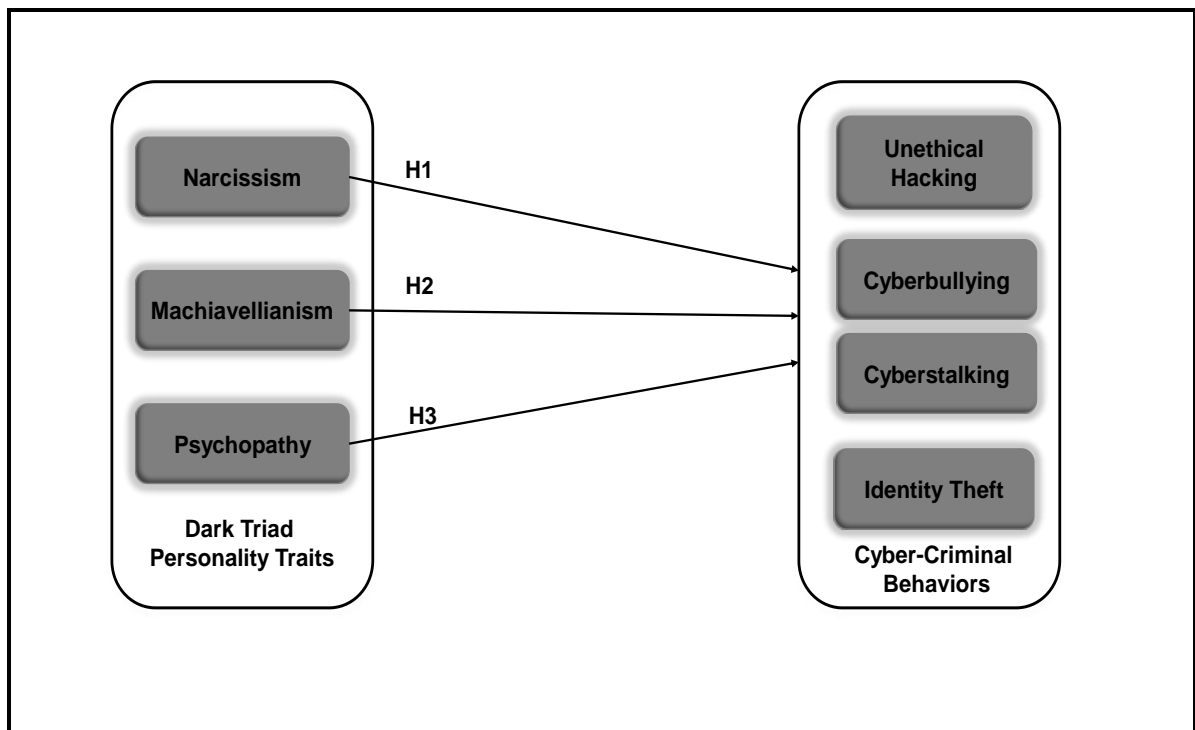 Narcissism
Machiavellianism
Psychopathy
Dark Triad
Personality Traits
H1
H2
H3
Unethical
Hacking
Cyberbullying
Cyberstalking
Identity Theft
Cyber-Criminal
Behaviors